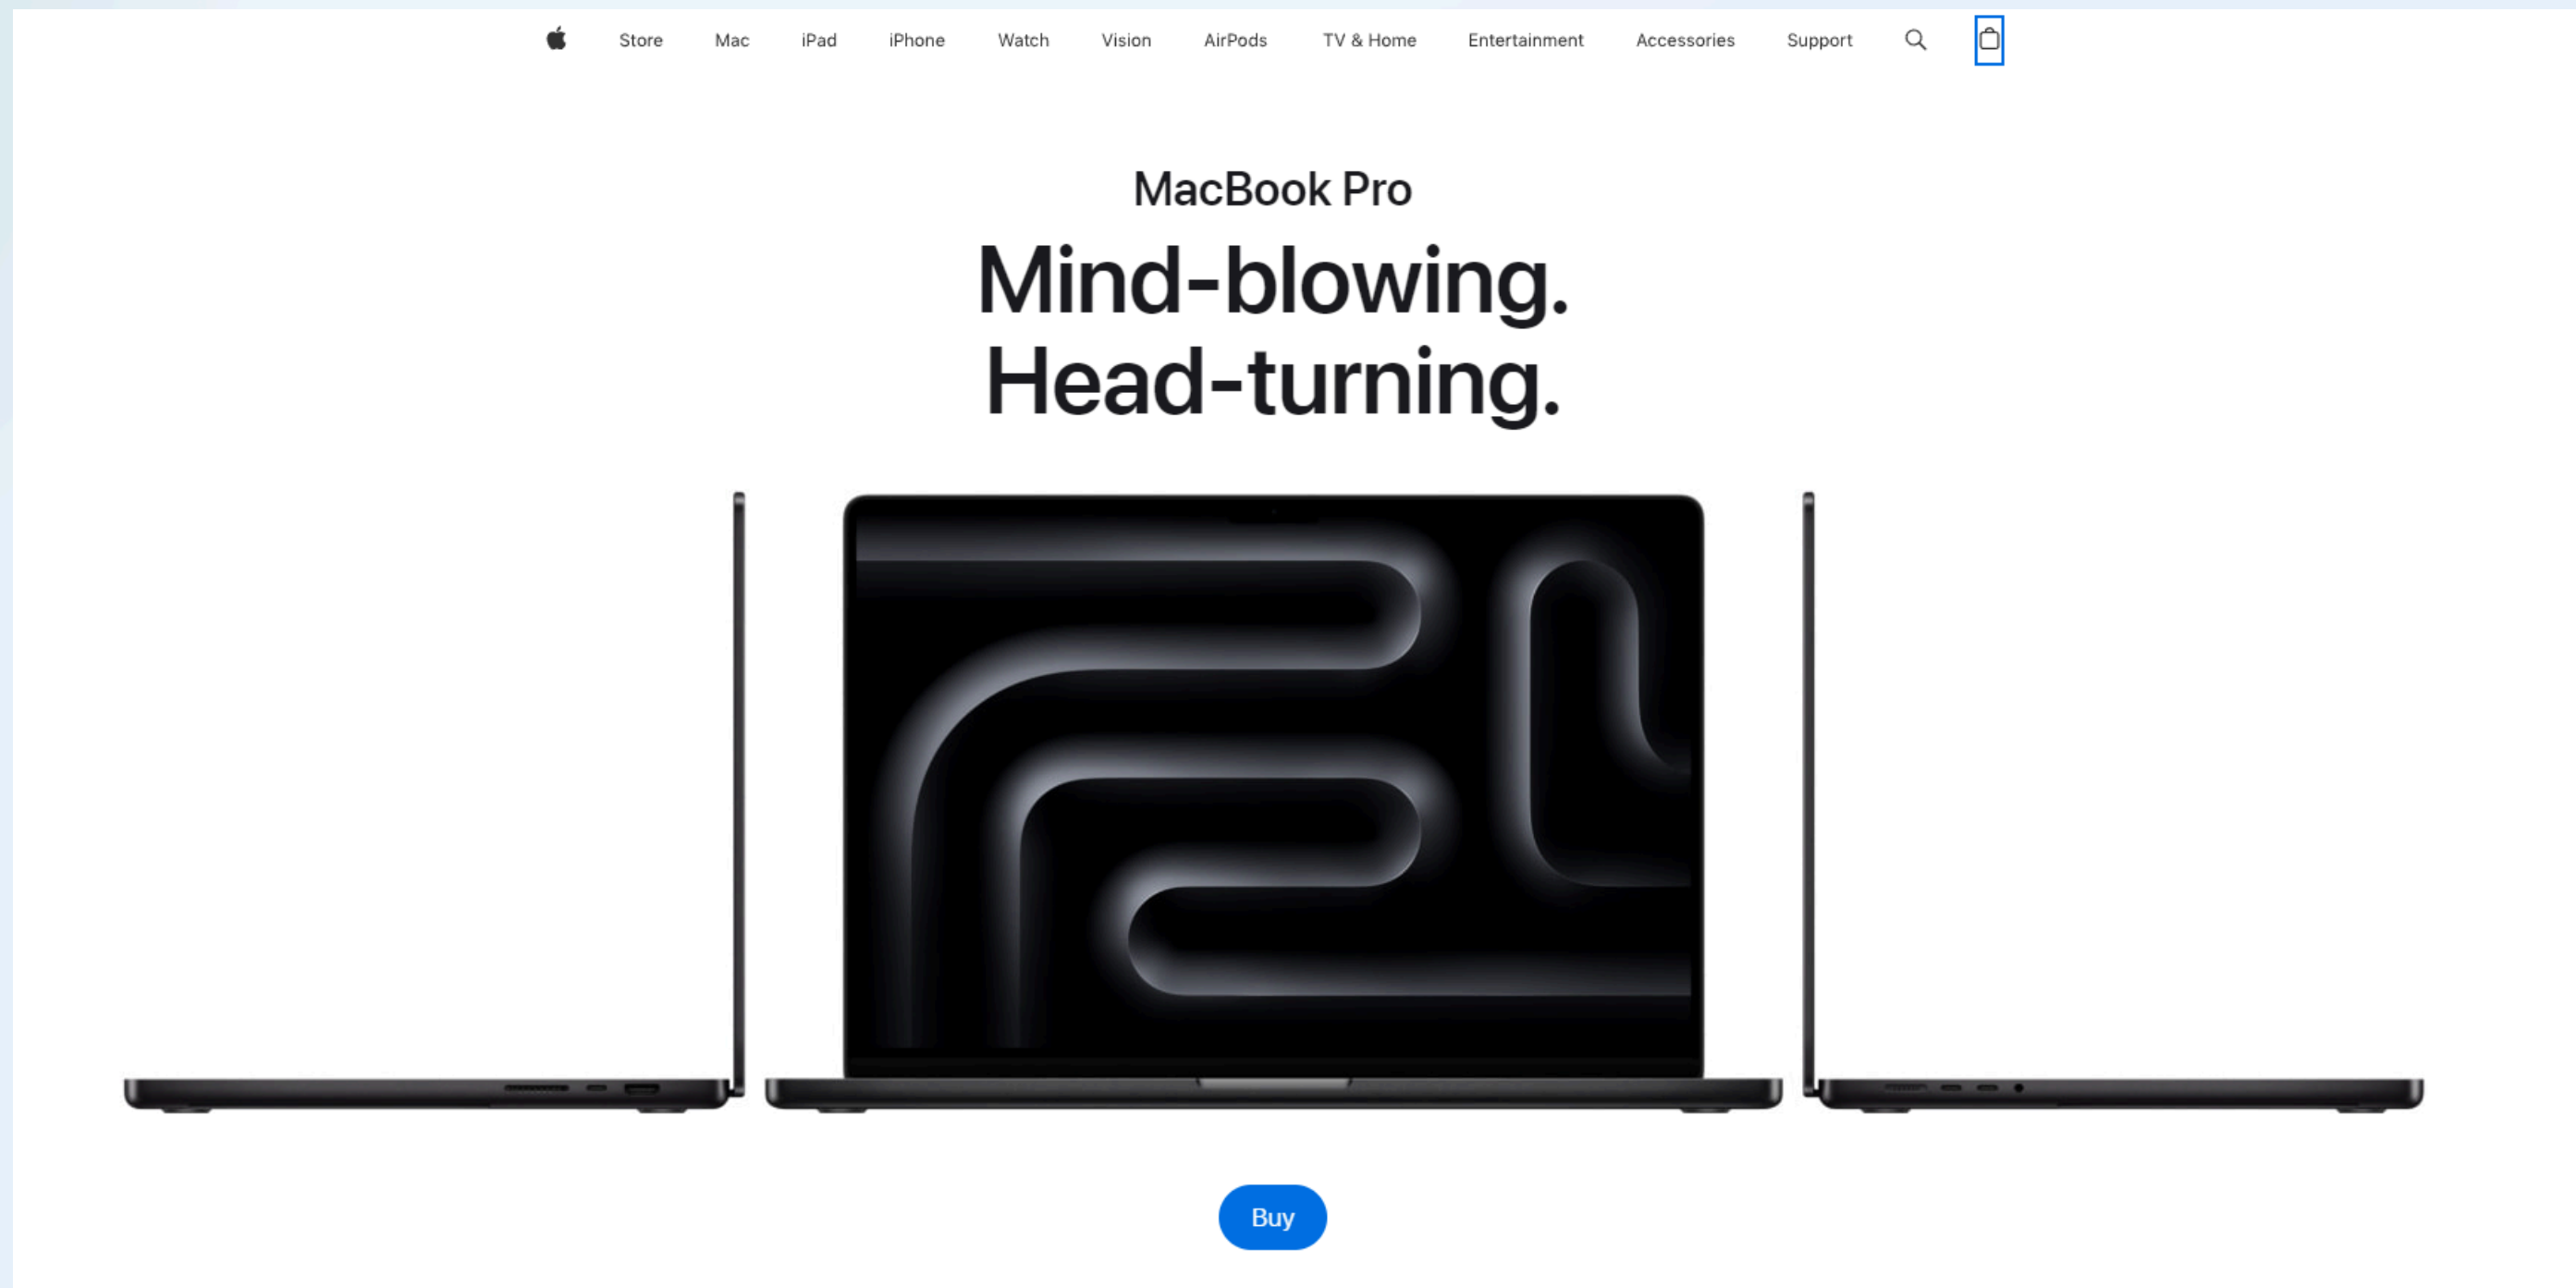 Store Mac iPad iPhone Watch Vision AirPods TV & Home Entertainment Accessories Support
MacBook Pro
Mind-blowing.
Head-turning.
Buy